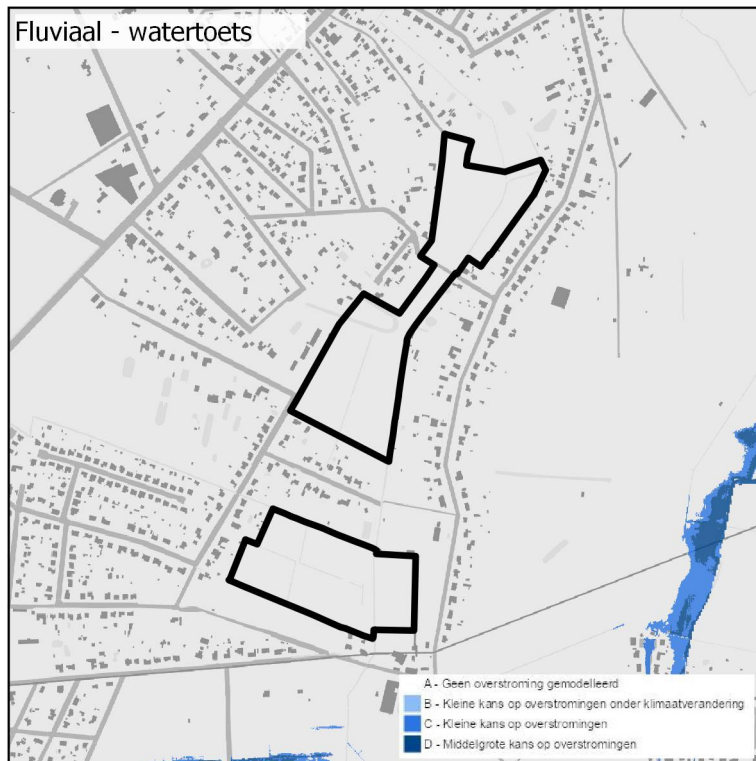 Fluviaal - watertoets
A - Geen overstroming gemodelleerd
B - Kleine kans op overstromingen onder klimaatverandering
C - Kleine kans op overstromingen
D - Middelgrote kans op overstromingen